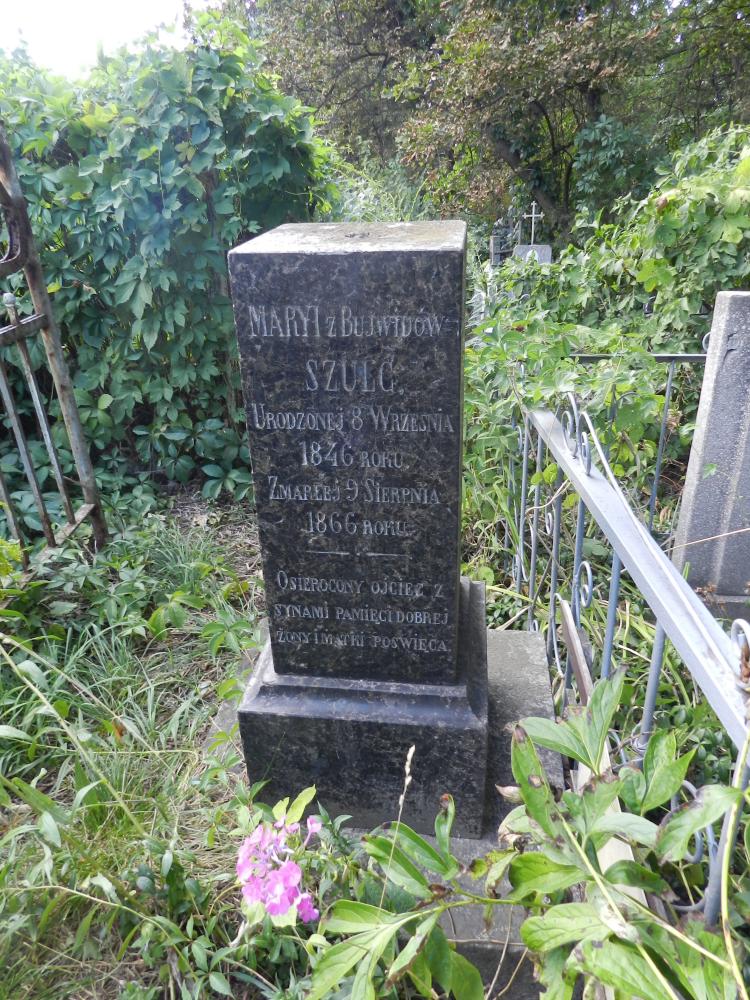 MARYI z BUJWIDÓW
SZULC.
URODZONEJ 8 WRZEŚNIA
1846 ROKU
ZMARŁEJ 9 SIERPNIA
1866 ROKU
OSIEROCONY OJCIEC Z
SYNAMI PAMIĘCI DOBREJ
ŻONY I MATKI POŚWIĘCA.